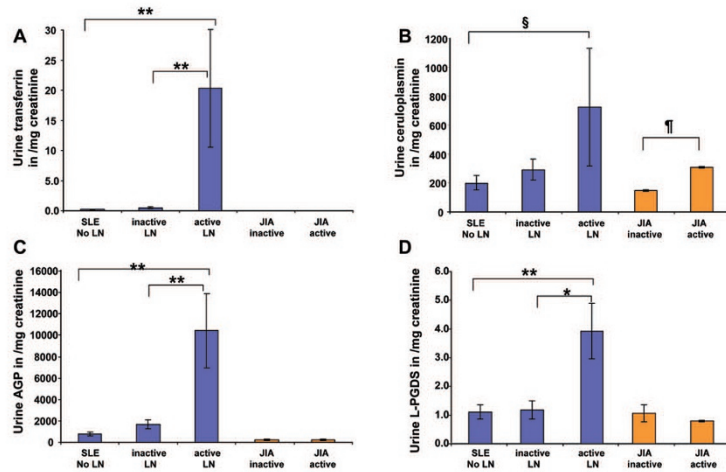 A
Urine transferrin
in /mg creatinine
30
25
20
15
10
5.0
0.0
**
**
SLE
No LN
inactive
LN
active
LN
JIA
inactive
JIA
active
B
Urine ceruloplasmin
in /mg creatinine
1200
1000
800
600
400
200
0
§
¶
SLE
No LN
inactive
LN
active
LN
JIA
inactive
JIA
active
C
Urine AGP in /mg creatinine
16000
14000
12000
10000
8000
6000
4000
2000
0
**
**
SLE
No LN
inactive
LN
active
LN
JIA
inactive
JIA
active
D
Urine L-PGDS in /mg creatinine
6.0
5.0
4.0
3.0
2.0
1.0
0.0
**
*
SLE
No LN
inactive
LN
active
LN
JIA
inactive
JIA
active